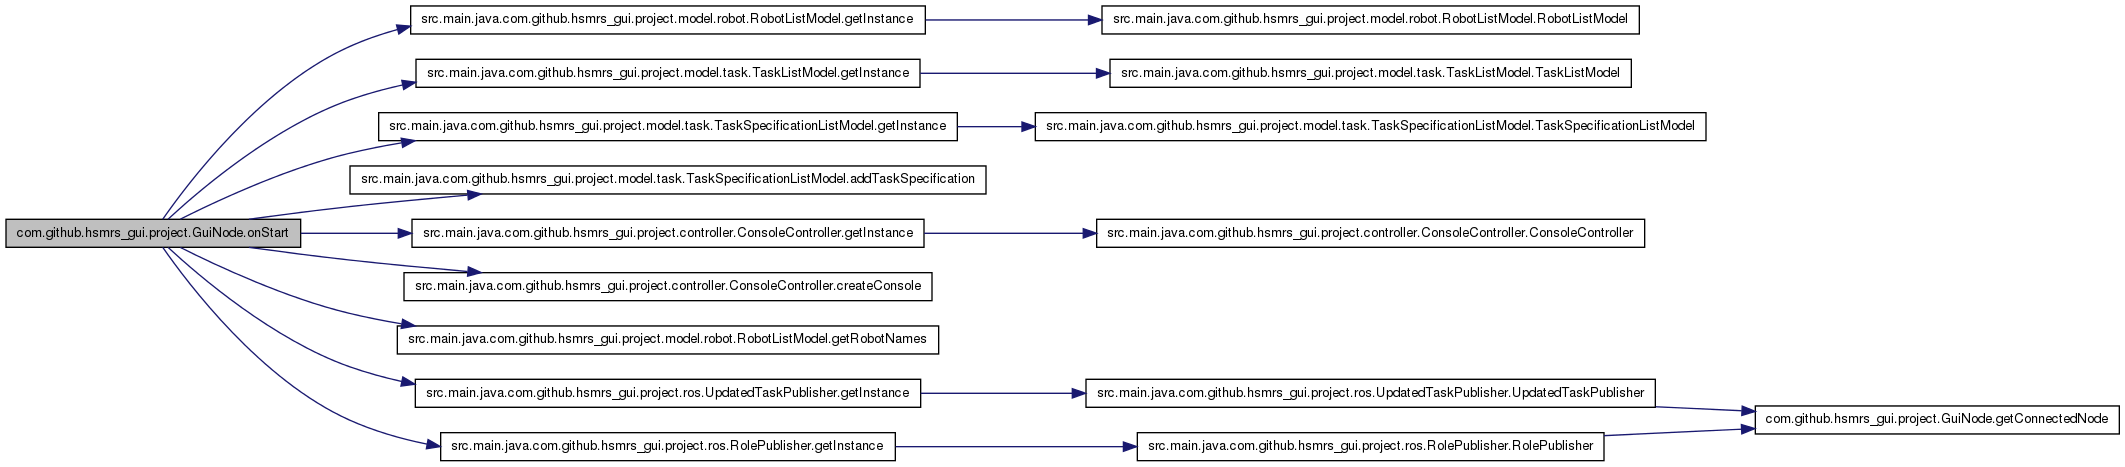 src.main.java.com.github.hsmrs_gui.project.model.robot.RobotListModel.getInstance
src.main.java.com.github.hsmrs_gui.project.model.robot.RobotListModel.RobotListModel
src.main.java.com.github.hsmrs_gui.project.model.task.TaskListModel.getInstance
src.main.java.com.github.hsmrs_gui.project.model.task.TaskListModel.TaskListModel
src.main.java.com.github.hsmrs_gui.project.model.task.TaskSpecificationListModel.getInstance
src.main.java.com.github.hsmrs_gui.project.model.task.TaskSpecificationListModel.TaskSpecificationListModel
src.main.java.com.github.hsmrs_gui.project.model.task.TaskSpecificationListModel.addTaskSpecification
com.github.hsmrs_gui.project.GuiNode.onStart
src.main.java.com.github.hsmrs_gui.project.controller.ConsoleController.getInstance
src.main.java.com.github.hsmrs_gui.project.controller.ConsoleController.ConsoleController
src.main.java.com.github.hsmrs_gui.project.controller.ConsoleController.createConsole
src.main.java.com.github.hsmrs_gui.project.model.robot.RobotListModel.getRobotNames
src.main.java.com.github.hsmrs_gui.project.ros.UpdatedTaskPublisher.getInstance
src.main.java.com.github.hsmrs_gui.project.ros.UpdatedTaskPublisher.UpdatedTaskPublisher
com.github.hsmrs_gui.project.GuiNode.getConnectedNode
src.main.java.com.github.hsmrs_gui.project.ros.RolePublisher.getInstance
src.main.java.com.github.hsmrs_gui.project.ros.RolePublisher.RolePublisher